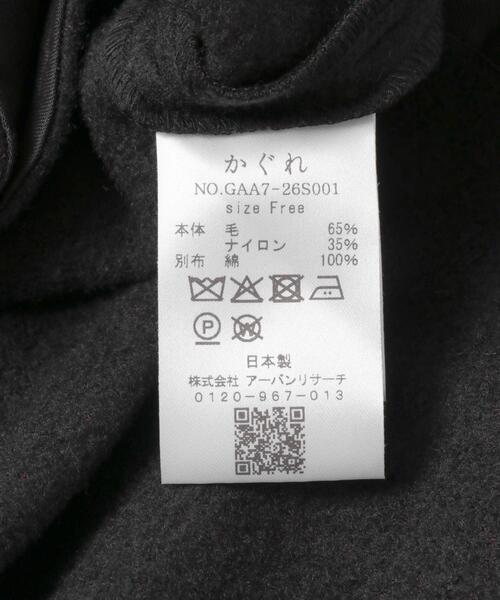 かぐれ
NO.GAA7-26S001
size Free
本体 毛 65%
ナイロン 35%
別布 綿 100%
P W
日本製
株式会社 アーバンリサーチ
0120-967-013